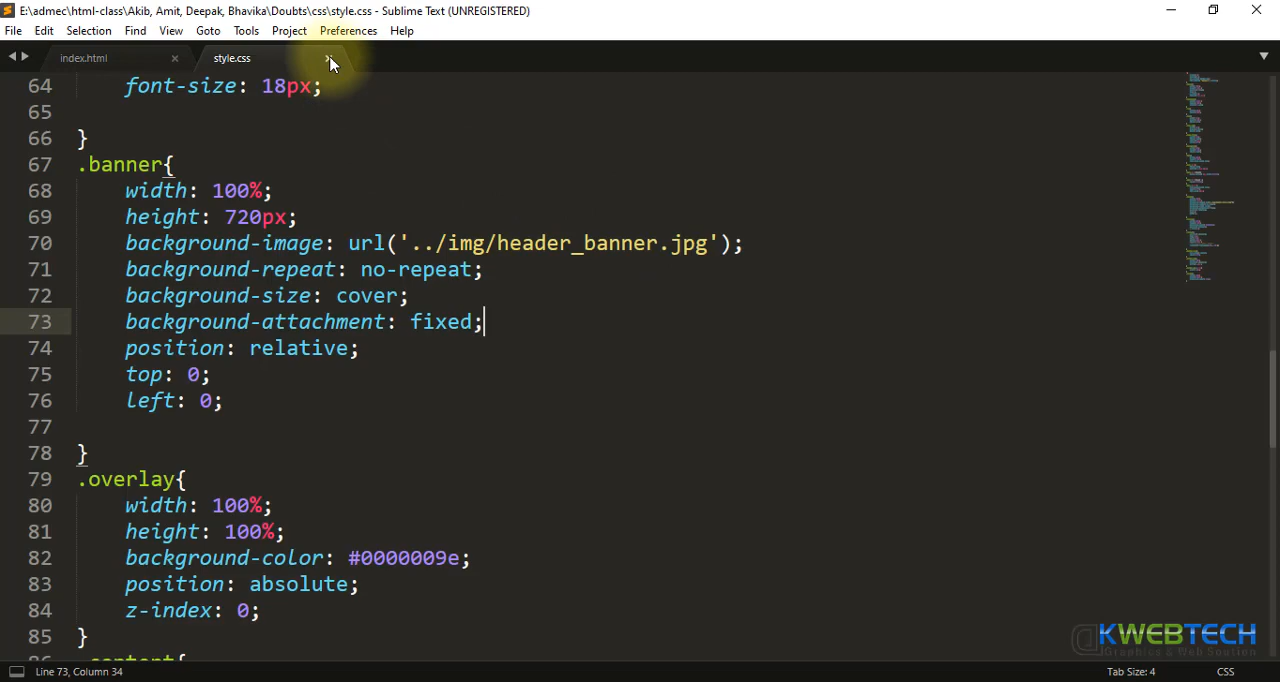 E:\admec\html-class\Akib, Amit, Deepak, Bhavika\Doubts\css\style.css - Sublime Text (UNREGISTERED)
File Edit Selection Find View Goto Tools Project Preferences Help
index.html style.css
64 font-size: 18px;
65
66 }
67 .banner{
68 width: 100%;
69 height: 720px;
70 background-image: url('../img/header_banner.jpg');
71 background-repeat: no-repeat;
72 background-size: cover;
73 background-attachment: fixed;
74 position: relative;
75 top: 0;
76 left: 0;
77
78 }
79 .overlay{
80 width: 100%;
81 height: 100%;
82 background-color: #0000009e;
83 position: absolute;
84 z-index: 0;
85 }
86 .content{
KWEBTECH
Graphics & Web Solution
Line 73, Column 34 Tab Size: 4 CSS